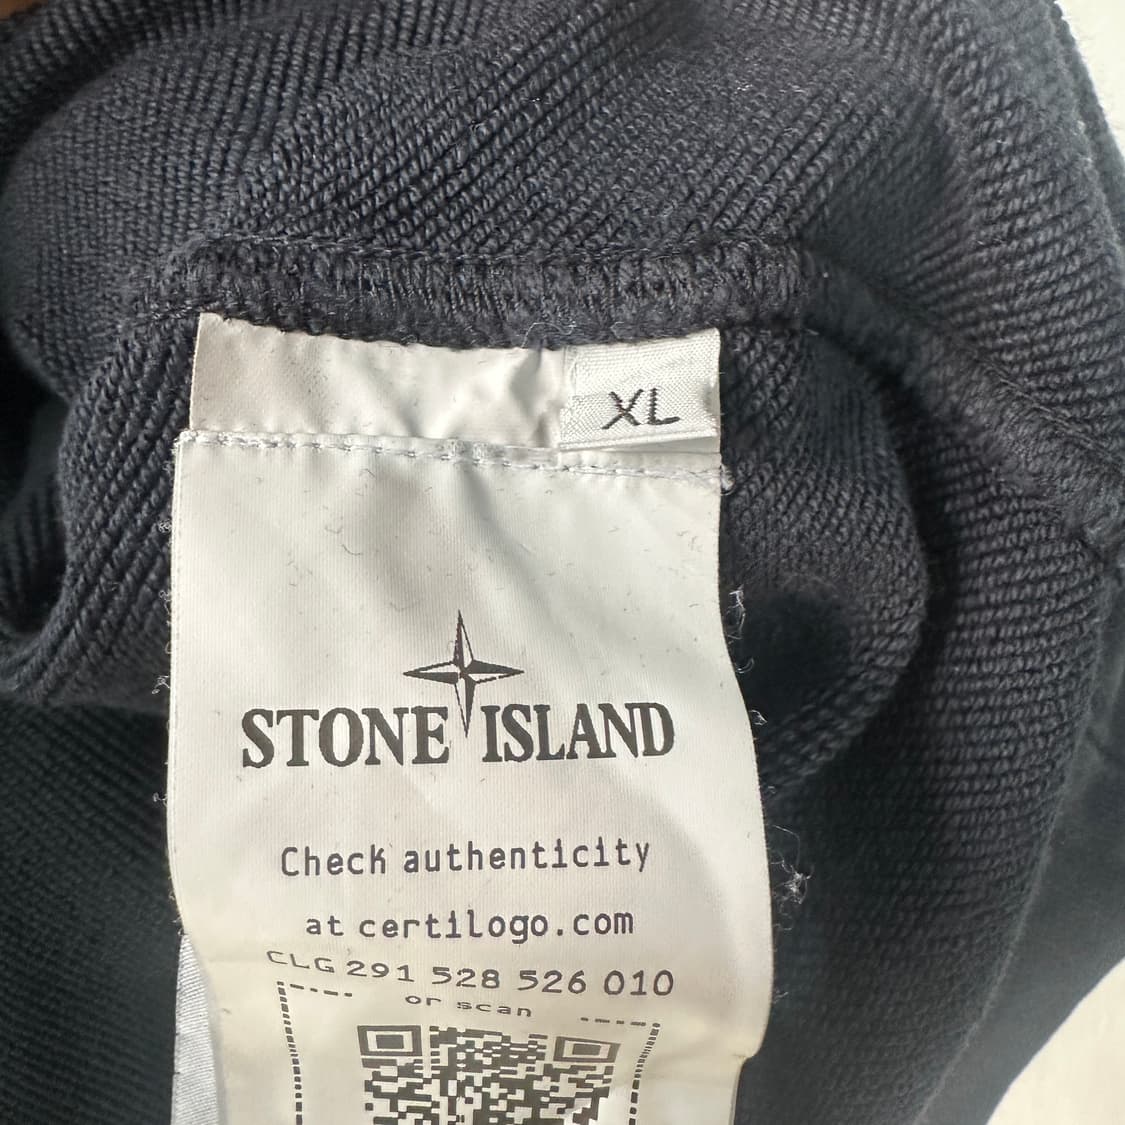 XL
STONE ISLAND
Check authenticity
at certilogo.com
CLG 291 528 526 010
or scan